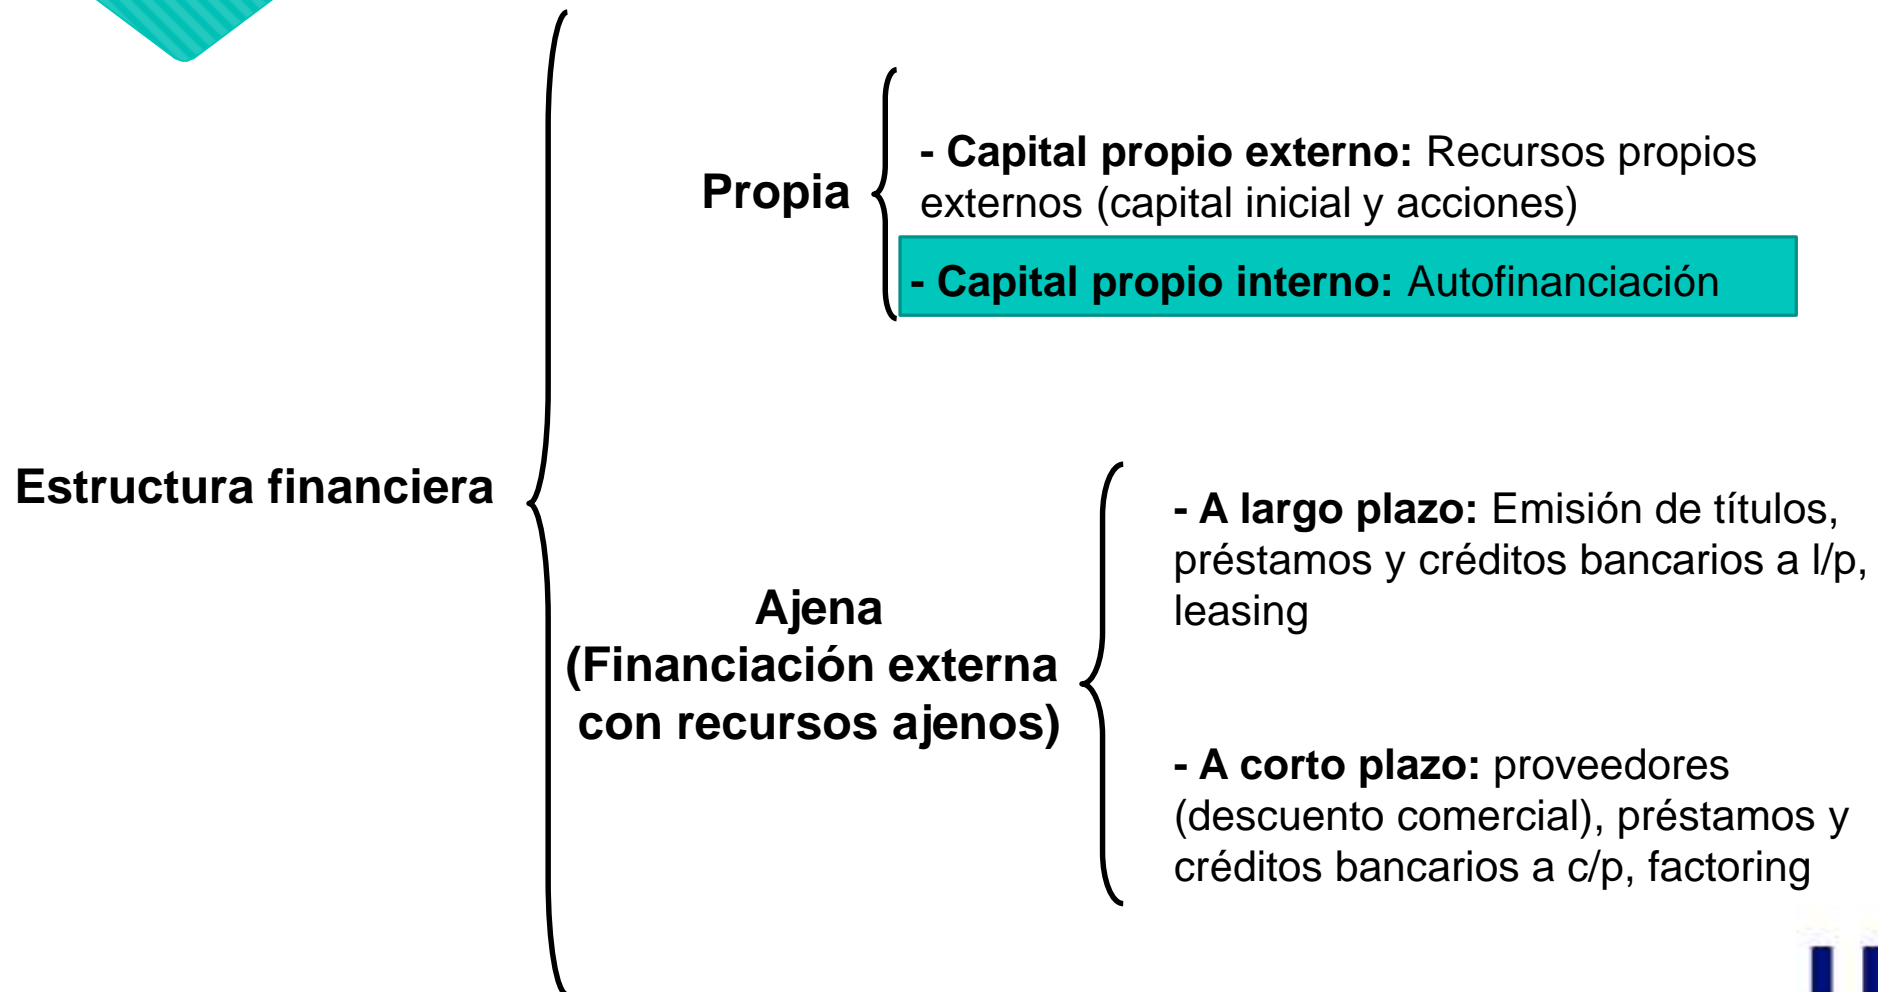 Propia
- Capital propio externo: Recursos propios
externos (capital inicial y acciones)
- Capital propio interno: Autofinanciación
Estructura financiera
Ajena
(Financiación externa
con recursos ajenos)
- A largo plazo: Emisión de títulos,
préstamos y créditos bancarios a l/p,
leasing
- A corto plazo: proveedores
(descuento comercial), préstamos y
créditos bancarios a c/p, factoring